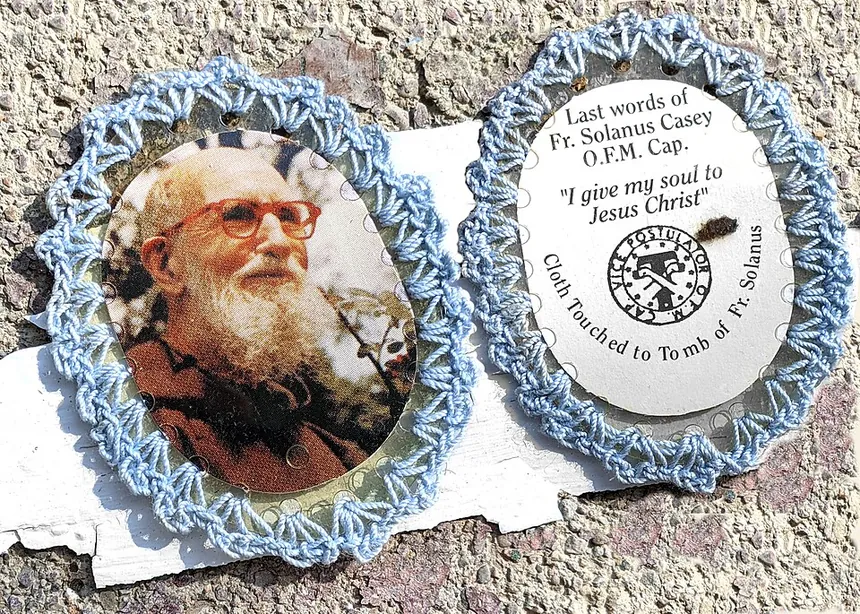 Last words of
Fr. Solanus Casey
O.F.M. Cap.
"I give my soul to
Jesus Christ"
VICE POSTULATOR O.F.M. CAP
Cloth Touched to Tomb of Fr. Solanus